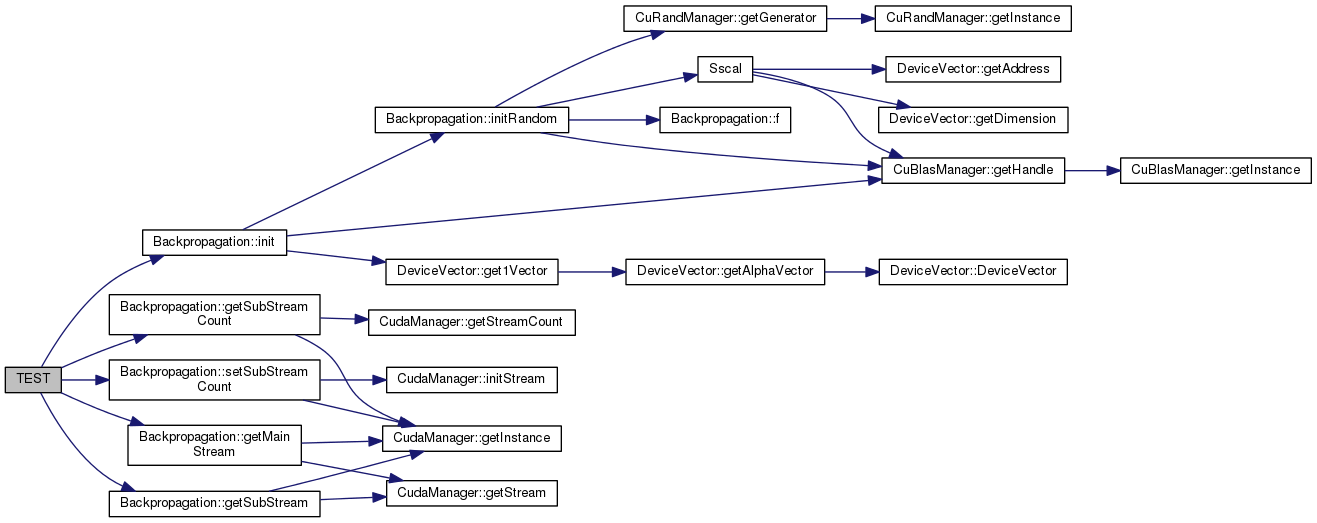 CuRandManager::getGenerator
CuRandManager::getInstance
Sscal
DeviceVector::getAddress
Backpropagation::initRandom
Backpropagation::f
DeviceVector::getDimension
CuBlasManager::getHandle
CuBlasManager::getInstance
Backpropagation::init
DeviceVector::get1Vector
DeviceVector::getAlphaVector
DeviceVector::DeviceVector
Backpropagation::getSubStream
Count
CudaManager::getStreamCount
TEST
Backpropagation::setSubStream
Count
CudaManager::initStream
Backpropagation::getMain
Stream
CudaManager::getInstance
Backpropagation::getSubStream
CudaManager::getStream